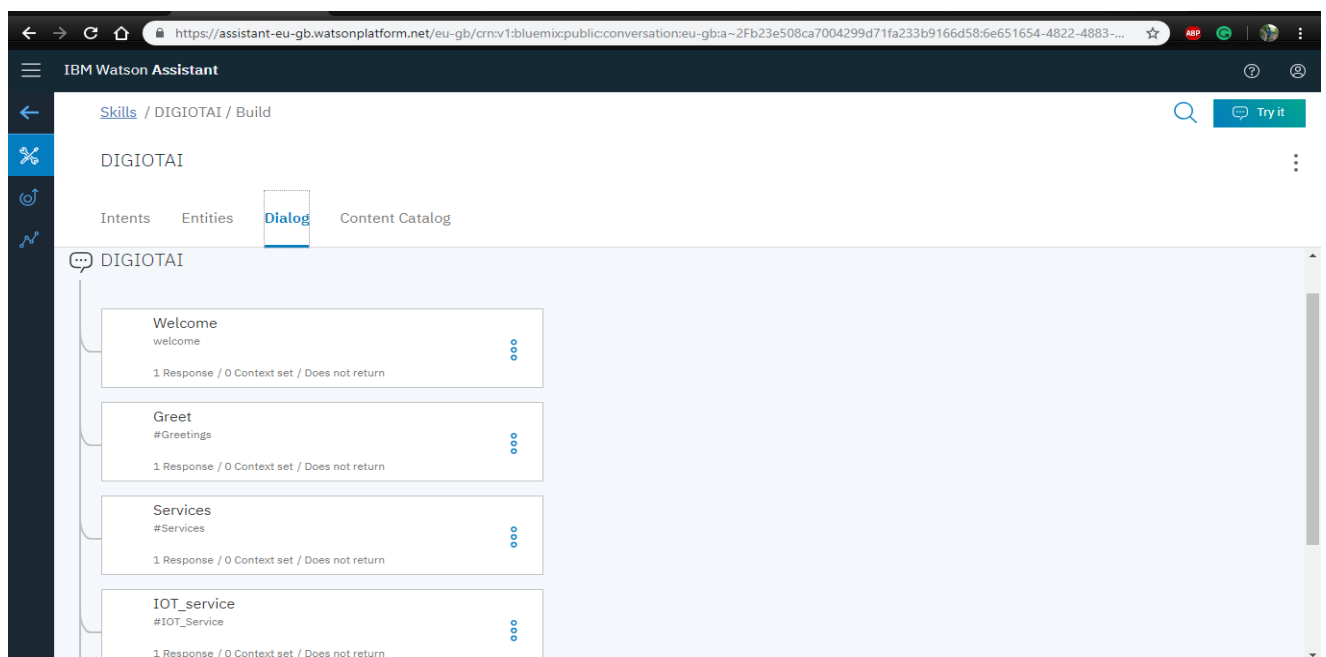 https://assistant-eu-gb.watsonplatform.net/eu-gb/crn:v1:bluemix:public:conversation:eu-gb:a~2Fb23e508ca7004299d71fa233b9166d58:6e651654-4822-4883-...
ABP
G
IBM Watson Assistant
Skills / DIGIOTAI / Build
Try it
DIGIOTAI
Intents Entities Dialog Content Catalog
DIGIOTAI
Welcome
welcome
1 Response / 0 Context set / Does not return
Greet
#Greetings
1 Response / 0 Context set / Does not return
Services
#Services
1 Response / 0 Context set / Does not return
IOT_service
#IOT_Service
1 Response / 0 Context set / Does not return